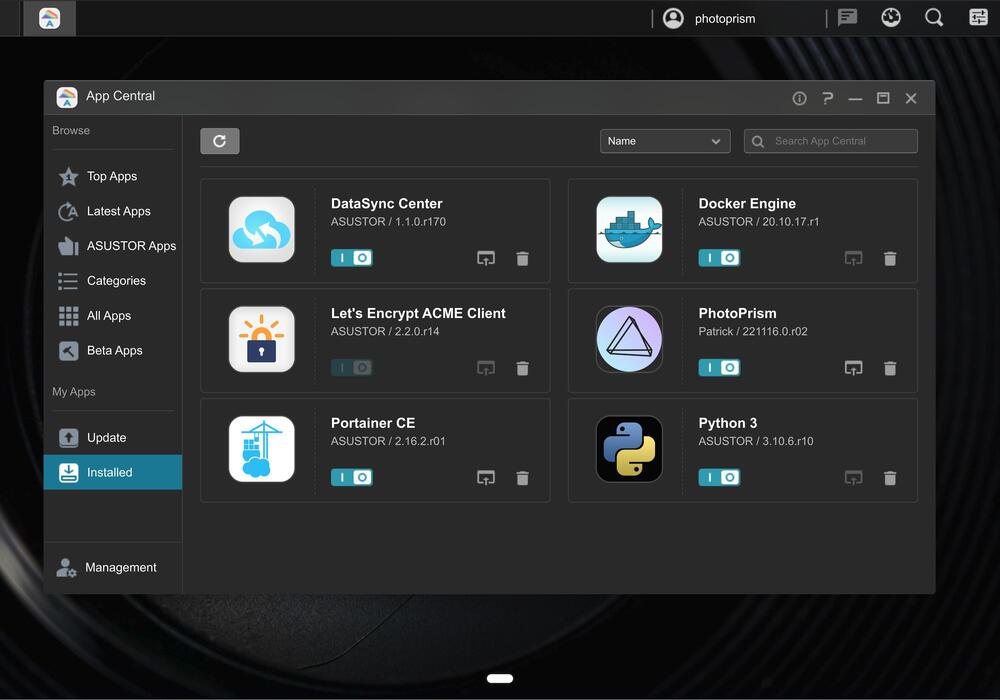 photoprism
App Central
Browse
Top Apps
Latest Apps
ASUSTOR Apps
Categories
All Apps
Beta Apps
My Apps
Update
Installed
Management
Name
Search App Central
DataSync Center
ASUSTOR / 1.1.0.r170
Docker Engine
ASUSTOR / 20.10.17.r1
Let's Encrypt ACME Client
ASUSTOR / 2.2.0.r14
PhotoPrism
Patrick / 221116.0.r02
Portainer CE
ASUSTOR / 2.16.2.r01
Python 3
ASUSTOR / 3.10.6.r10